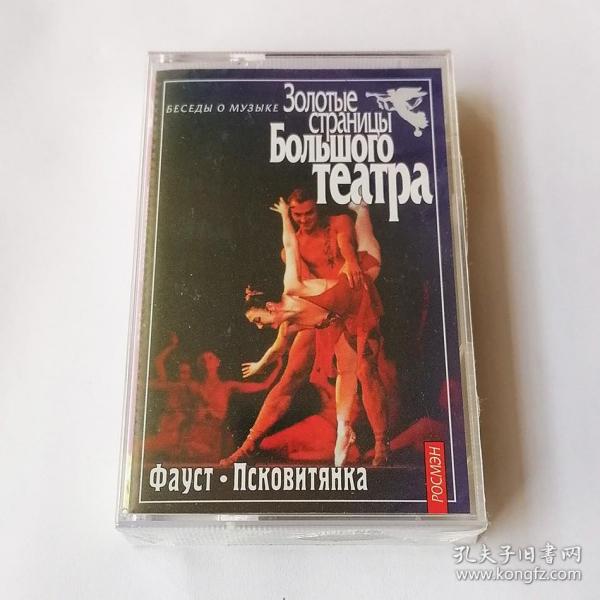 БЕСЕДЫ О МУЗЫКЕ
Золотые
страницы
Большого
театра
Фауст • Псковитянка
РОСМЭН
孔夫子旧书网
www.kongfz.com